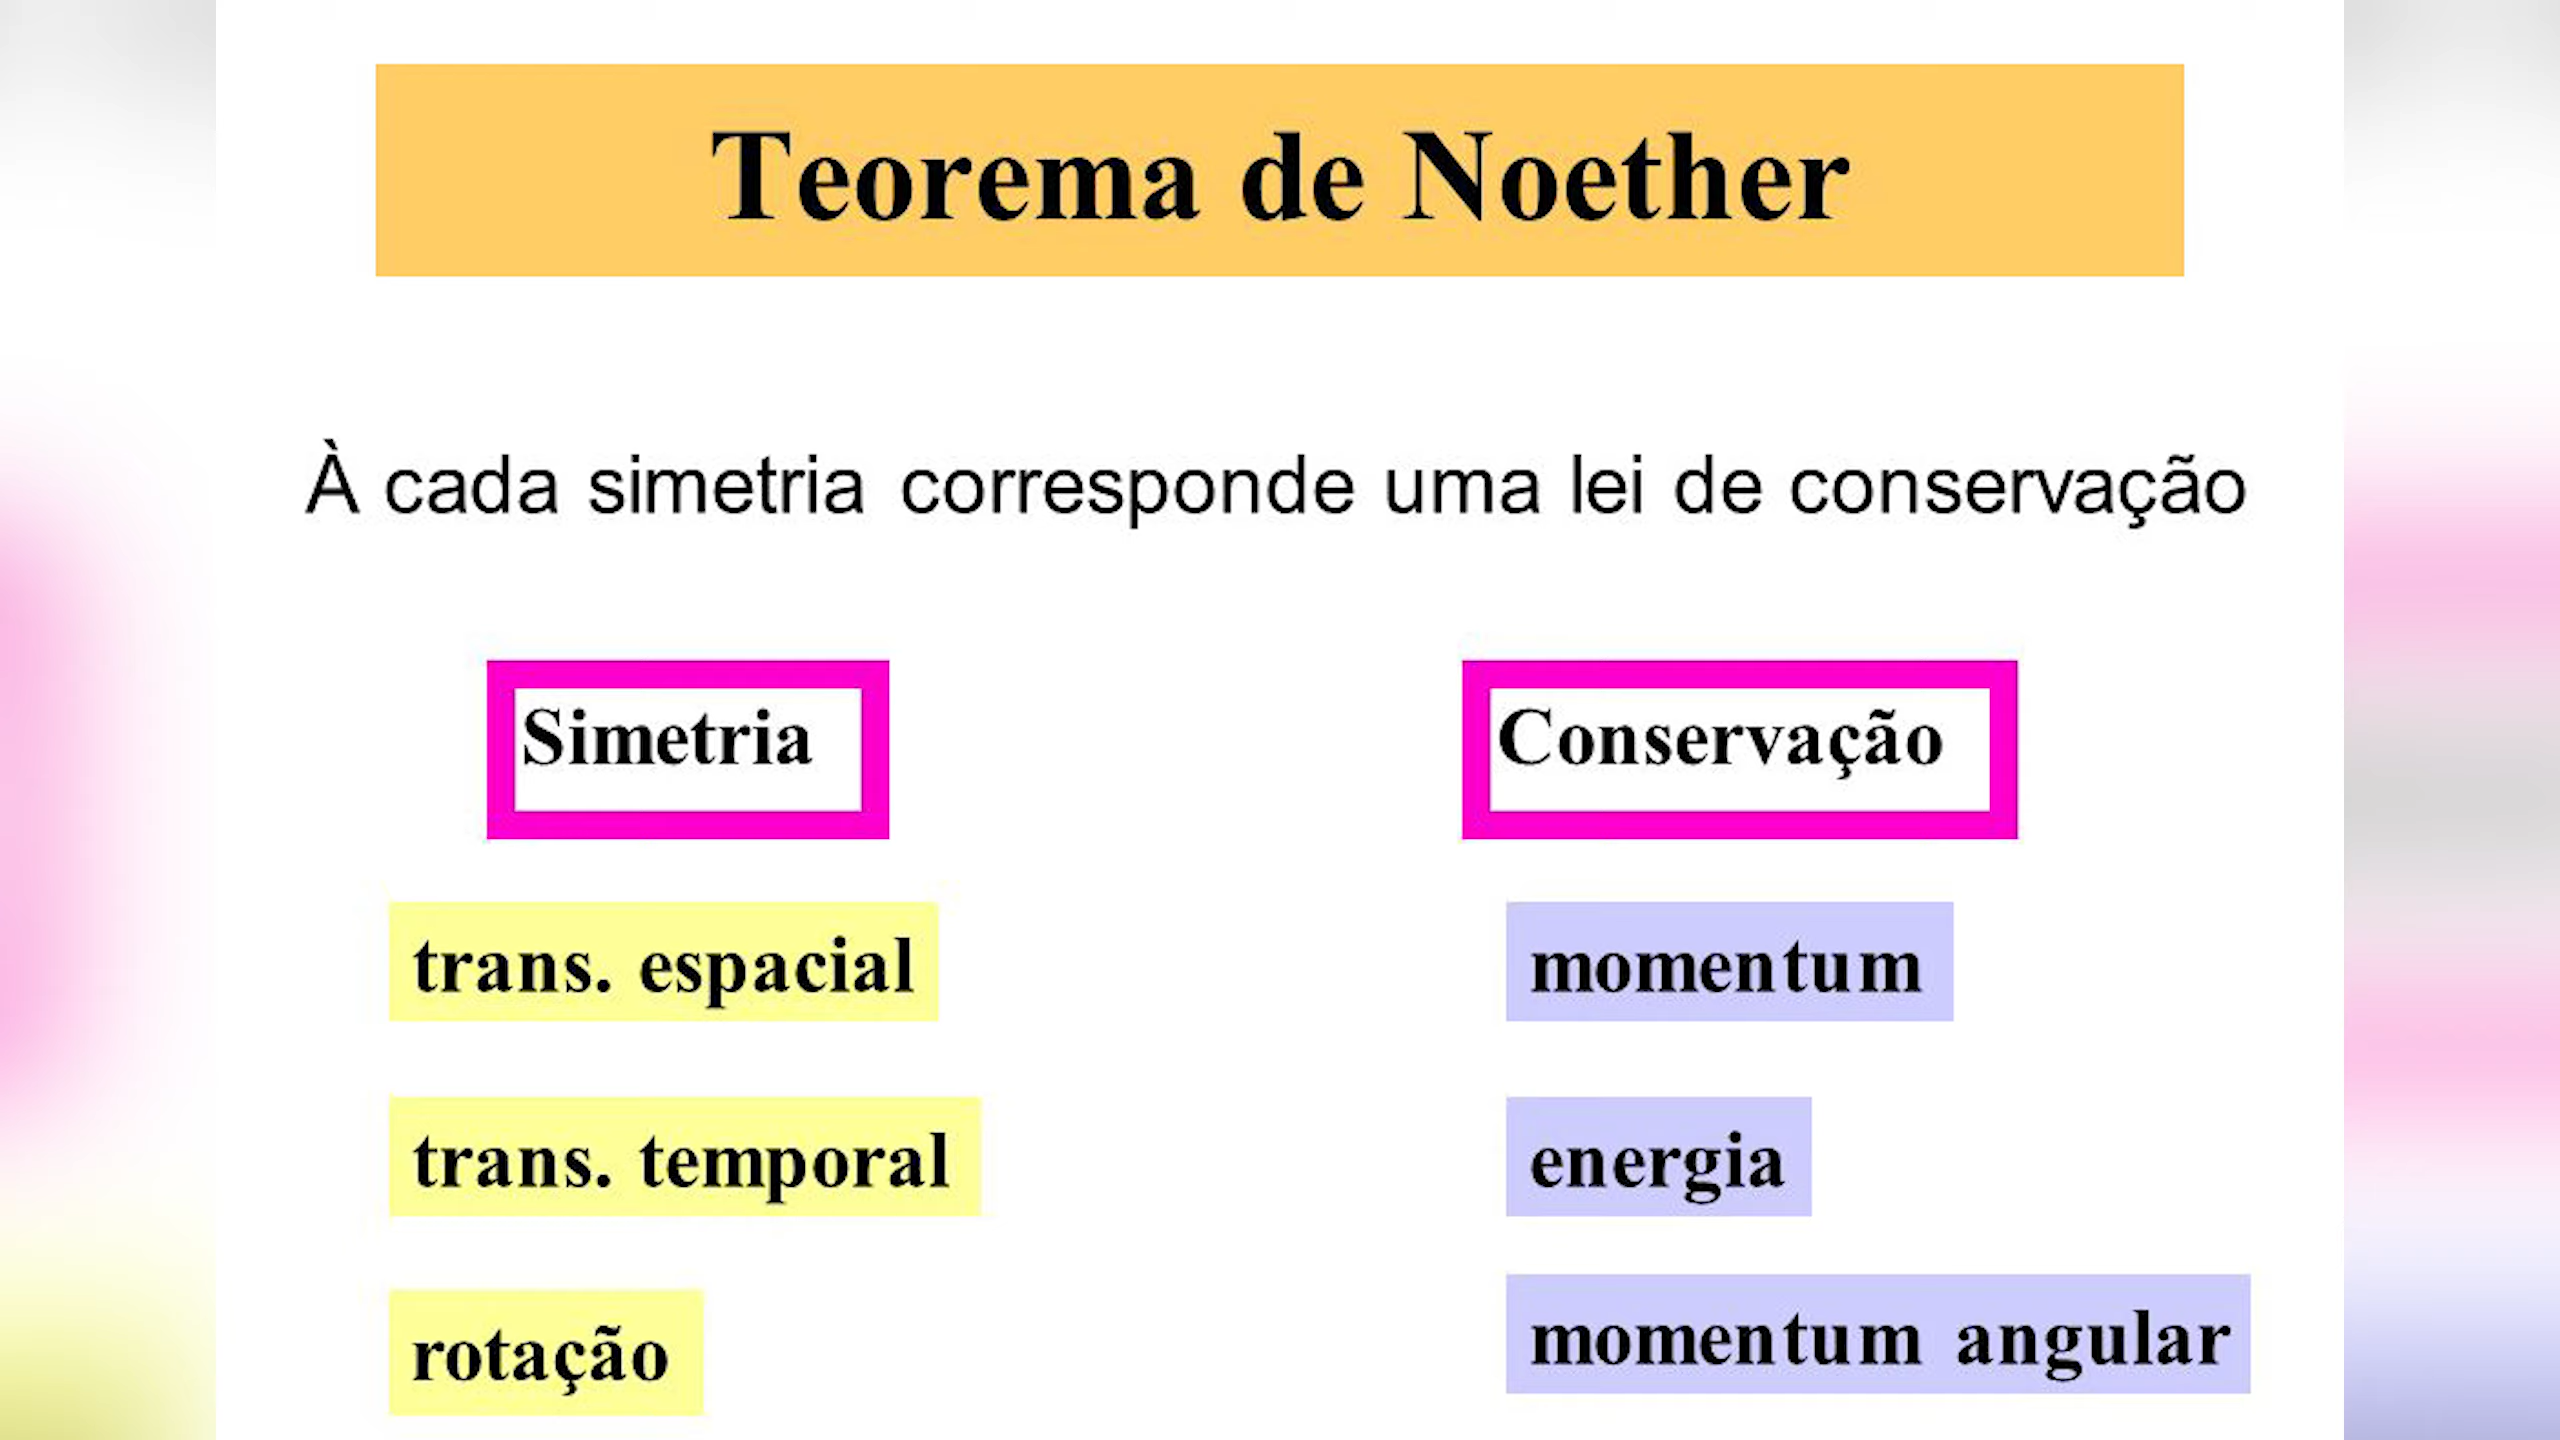 Teorema de Noether
À cada simetria corresponde uma lei de conservação
Simetria
Conservação
trans. espacial
momentum
trans. temporal
energia
rotação
momentum angular